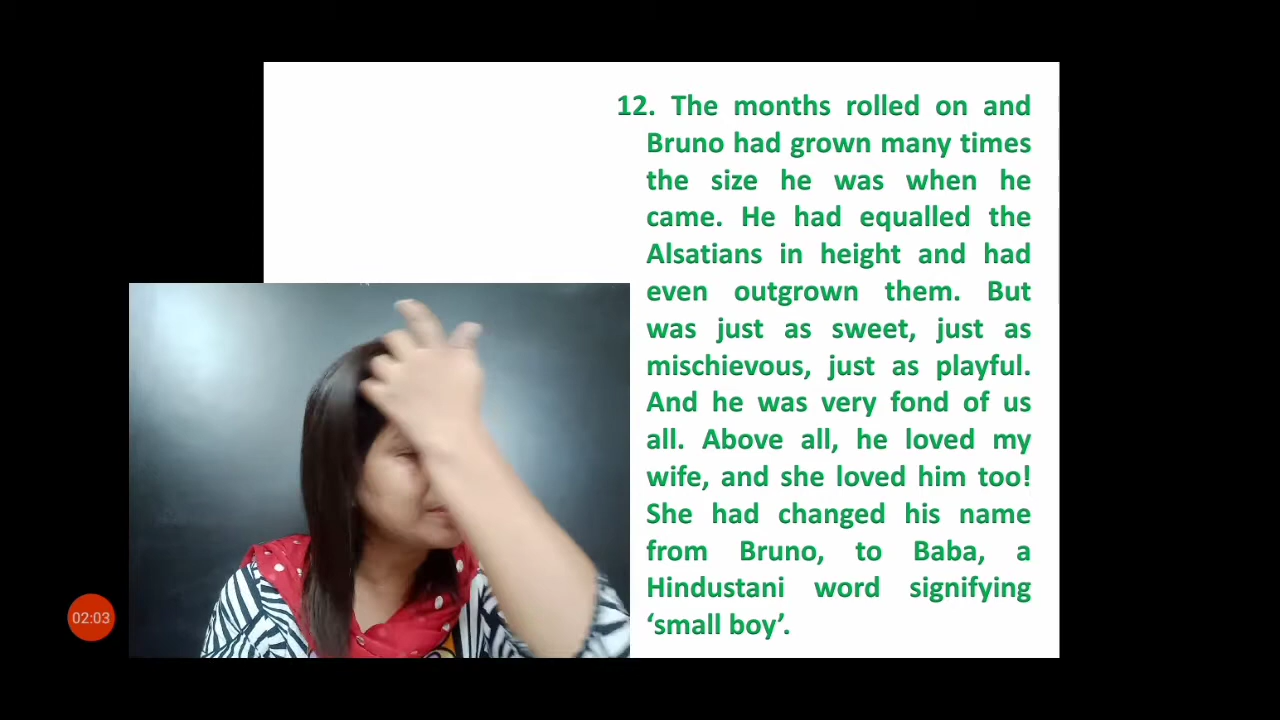 12. The months rolled on and
Bruno had grown many times
the size he was when he
came. He had equalled the
Alsatians in height and had
even outgrown them. But
was just as sweet, just as
mischievous, just as playful.
And he was very fond of us
all. Above all, he loved my
wife, and she loved him too!
She had changed his name
from Bruno, to Baba, a
Hindustani word signifying
‘small boy’.
02:03